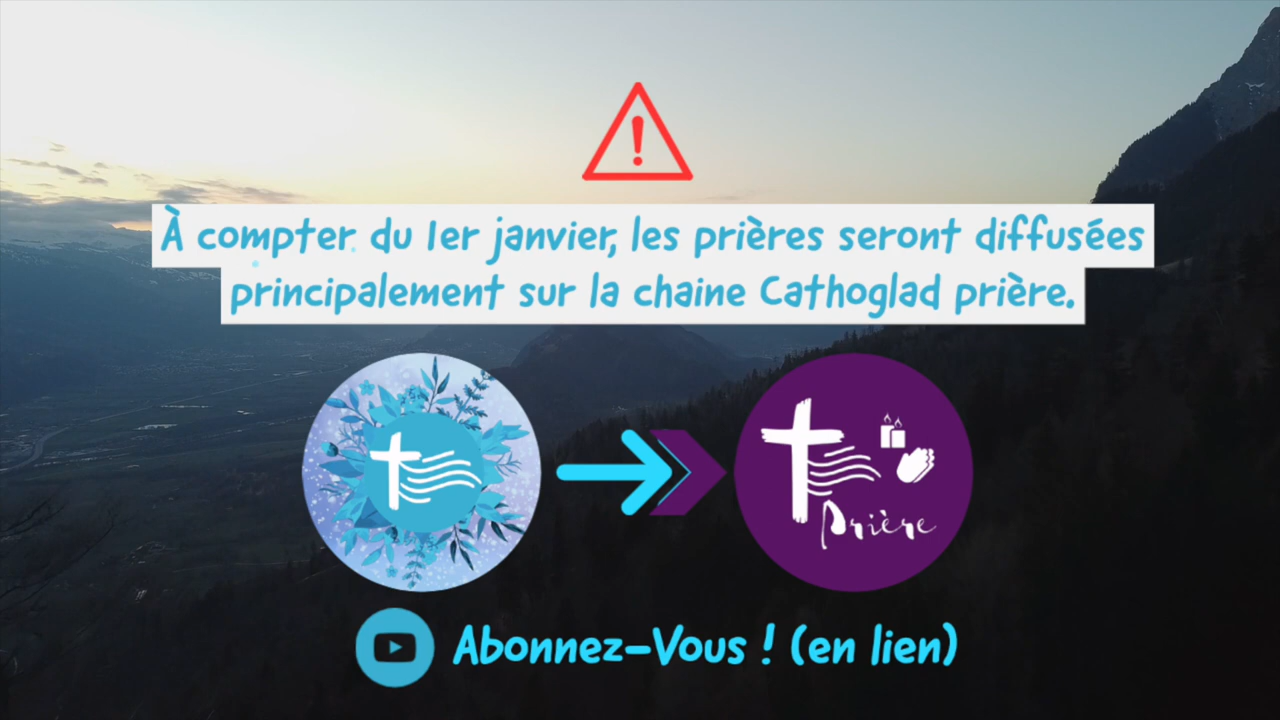 À compter du 1er janvier, les prières seront diffusées
principalement sur la chaine Cathoglad prière.
Prière
Abonnez-Vous ! (en lien)